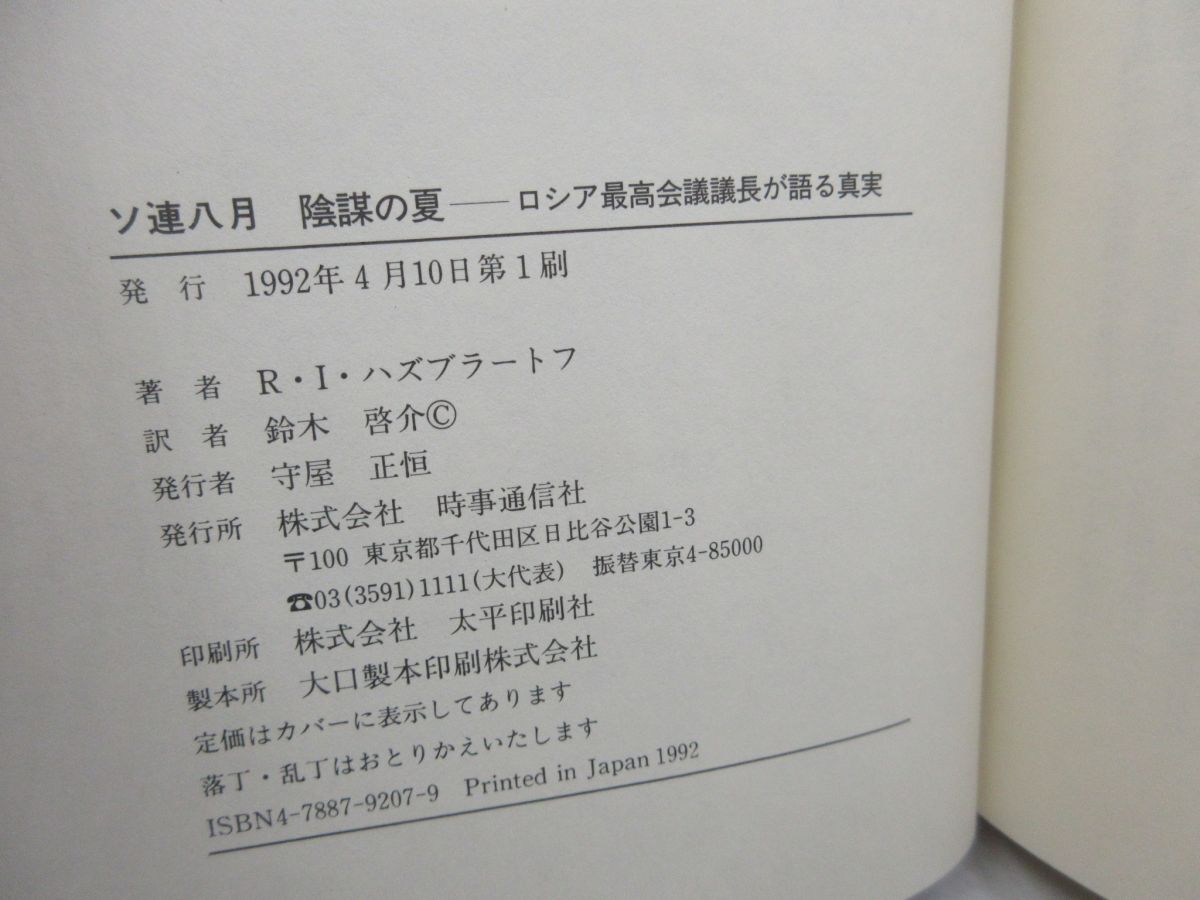 ソ連八月　陰謀の夏――ロシア最高会議議長が語る真実
発　行　1992年4月10日第1刷
著　者　R・I・ハズブラートフ
訳　者　鈴木　啓介©
発行者　守屋　正恒
発行所　株式会社　時事通信社
〒100 東京都千代田区日比谷公園1-3
☎03(3591)1111(大代表)　振替東京4-85000
印刷所　株式会社　太平印刷社
製本所　大口製本印刷株式会社
定価はカバーに表示してあります
落丁・乱丁はおとりかえいたします
ISBN4-7887-9207-9　Printed in Japan 1992